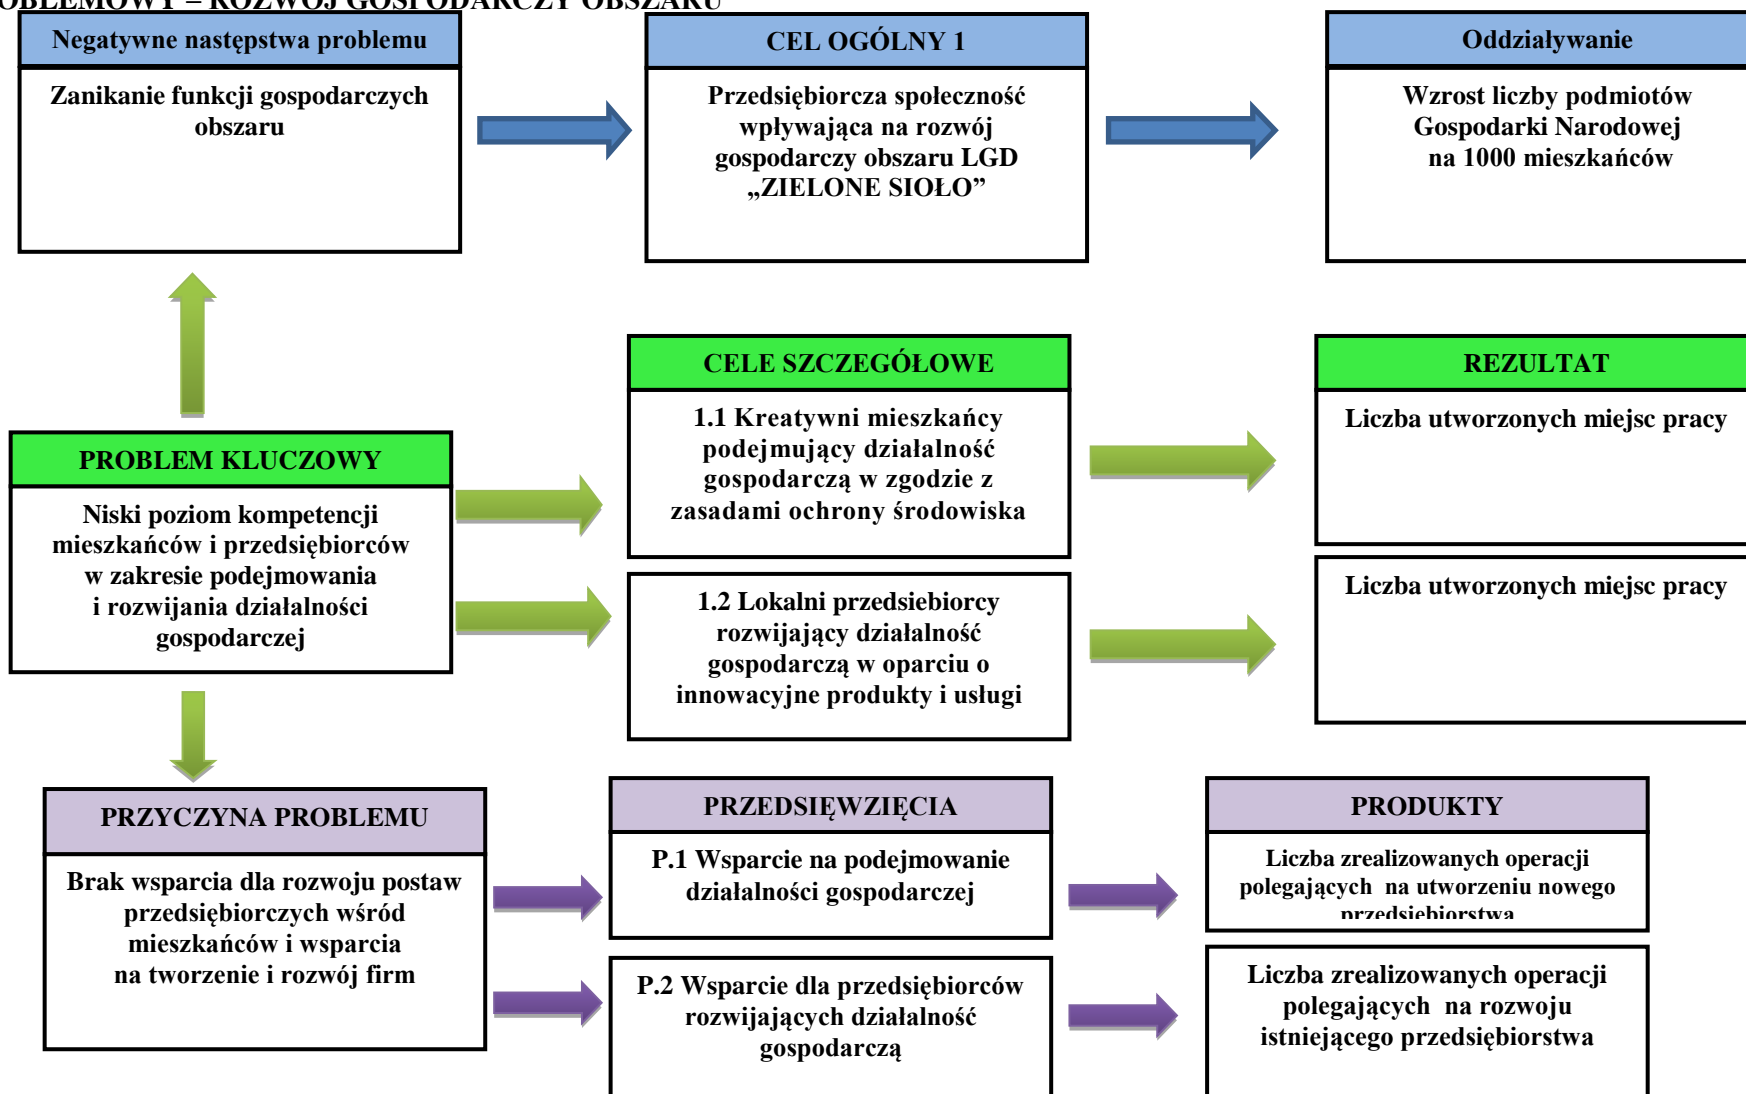 OBLEMOWY – ROZWÓJ GOSPODARCZY OBSZARU
Negatywne następstwa problemu
Zanikanie funkcji gospodarczych
obszaru
CEL OGÓLNY 1
Przedsiębiorcza społeczność
wpływająca na rozwój
gospodarczy obszaru LGD
„ZIELONE SIOŁO”
Oddziaływanie
Wzrost liczby podmiotów
Gospodarki Narodowej
na 1000 mieszkańców
PROBLEM KLUCZOWY
Niski poziom kompetencji
mieszkańców i przedsiębiorców
w zakresie podejmowania
i rozwijania działalności
gospodarczej
CELE SZCZEGÓŁOWE
1.1 Kreatywni mieszkańcy
podejmujący działalność
gospodarczą w zgodzie z
zasadami ochrony środowiska
1.2 Lokalni przedsiebiorcy
rozwijający działalność
gospodarczą w oparciu o
innowacyjne produkty i usługi
REZULTAT
Liczba utworzonych miejsc pracy
Liczba utworzonych miejsc pracy
PRZYCZYNA PROBLEMU
Brak wsparcia dla rozwoju postaw
przedsiębiorczych wśród
mieszkańców i wsparcia
na tworzenie i rozwój firm
PRZEDSIĘWZIĘCIA
P.1 Wsparcie na podejmowanie
działalności gospodarczej
P.2 Wsparcie dla przedsiębiorców
rozwijających działalność
gospodarczą
PRODUKTY
Liczba zrealizowanych operacji
polegających na utworzeniu nowego
przedsiębiorstwa
Liczba zrealizowanych operacji
polegających na rozwoju
istniejącego przedsiębiorstwa